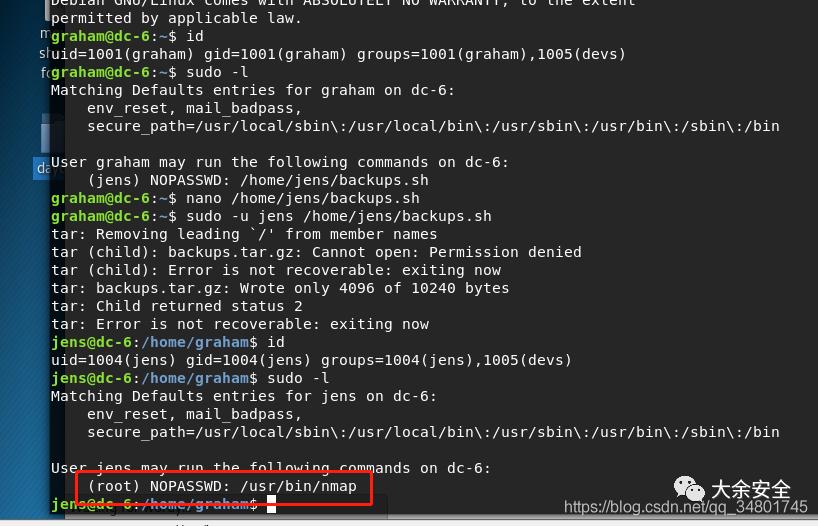 Debian GNU/Linux comes with ABSOLUTELY NO WARRANTY, to the extent
permitted by applicable law.
graham@dc-6:~$ id
uid=1001(graham) gid=1001(graham) groups=1001(graham),1005(devs)
graham@dc-6:~$ sudo -l
Matching Defaults entries for graham on dc-6:
    env_reset, mail_badpass,
    secure_path=/usr/local/sbin\:/usr/local/bin\:/usr/sbin\:/usr/bin\:/sbin\:/bin
User graham may run the following commands on dc-6:
    (jens) NOPASSWD: /home/jens/backups.sh
graham@dc-6:~$ nano /home/jens/backups.sh
graham@dc-6:~$ sudo -u jens /home/jens/backups.sh
tar: Removing leading `/' from member names
tar (child): backups.tar.gz: Cannot open: Permission denied
tar (child): Error is not recoverable: exiting now
tar: backups.tar.gz: Wrote only 4096 of 10240 bytes
tar: Child returned status 2
tar: Error is not recoverable: exiting now
jens@dc-6:/home/graham$ id
uid=1004(jens) gid=1004(jens) groups=1004(jens),1005(devs)
jens@dc-6:/home/graham$ sudo -l
Matching Defaults entries for jens on dc-6:
    env_reset, mail_badpass,
    secure_path=/usr/local/sbin\:/usr/local/bin\:/usr/sbin\:/usr/bin\:/sbin\:/bin
User jens may run the following commands on dc-6:
    (root) NOPASSWD: /usr/bin/nmap
jens@dc-6:/home/graham$
大余安全
https://blog.csdn.net/qq_34801745